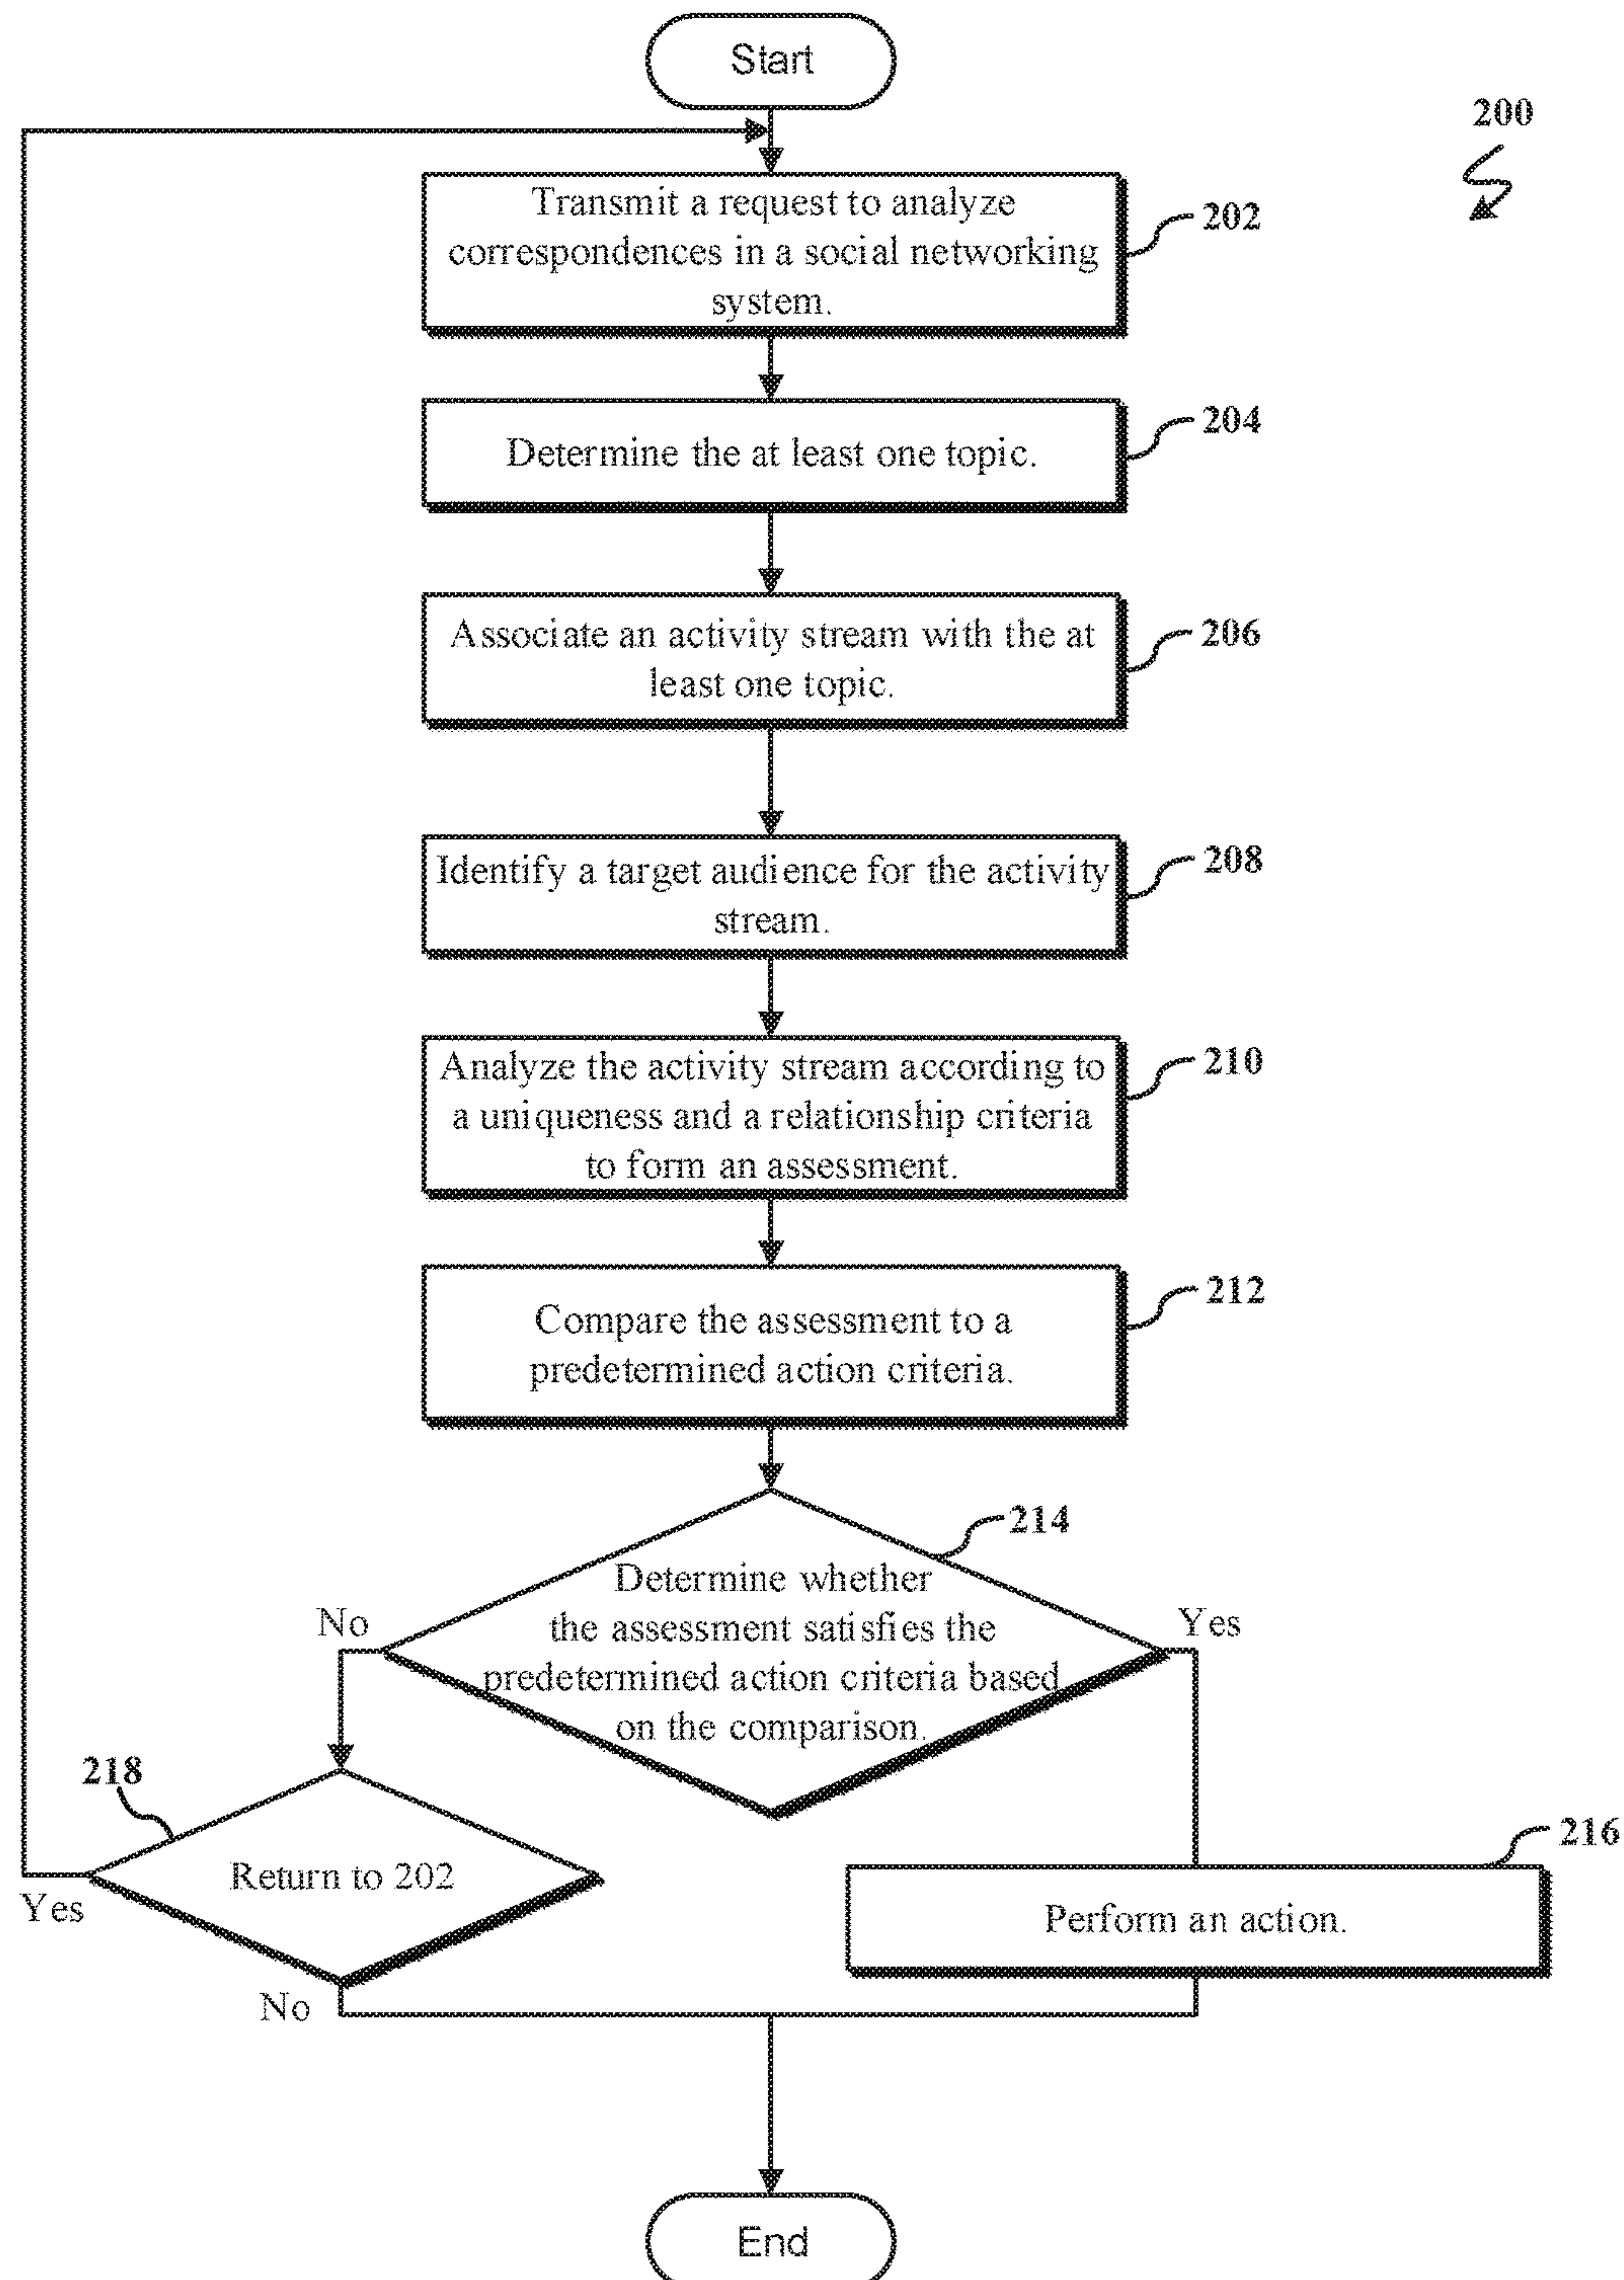 Start
200
Transmit a request to analyze
correspondences in a social networking
system.
202
Determine the at least one topic.
204
Associate an activity stream with the at
least one topic.
206
Identify a target audience for the activity
stream.
208
Analyze the activity stream according to
a uniqueness and a relationship criteria
to form an assessment.
210
Compare the assessment to a
predetermined action criteria.
212
214
Determine whether
the assessment satisfies the
predetermined action criteria based
on the comparison.
No
Yes
218
Return to 202
Yes
No
216
Perform an action.
End